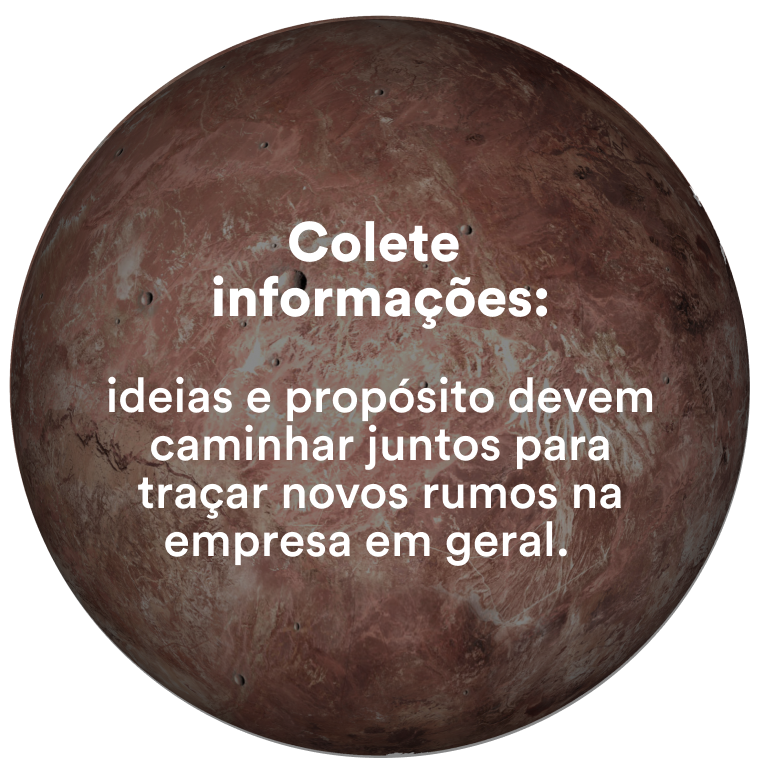 Colete
informações:
ideias e propósito devem
caminhar juntos para
traçar novos rumos na
empresa em geral.